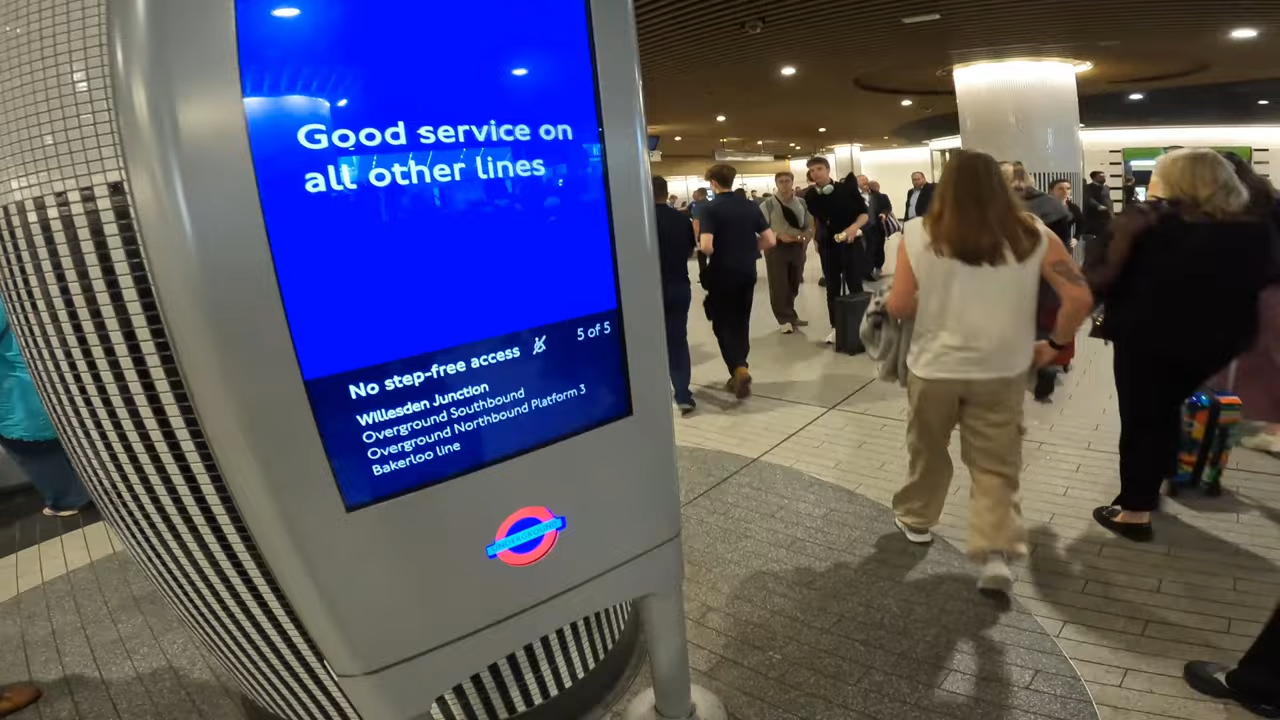 Good service on
all other lines
No step-free access
5 of 5
Willesden Junction
Overground Southbound
Overground Northbound Platform 3
Bakerloo line
UNDERGROUND